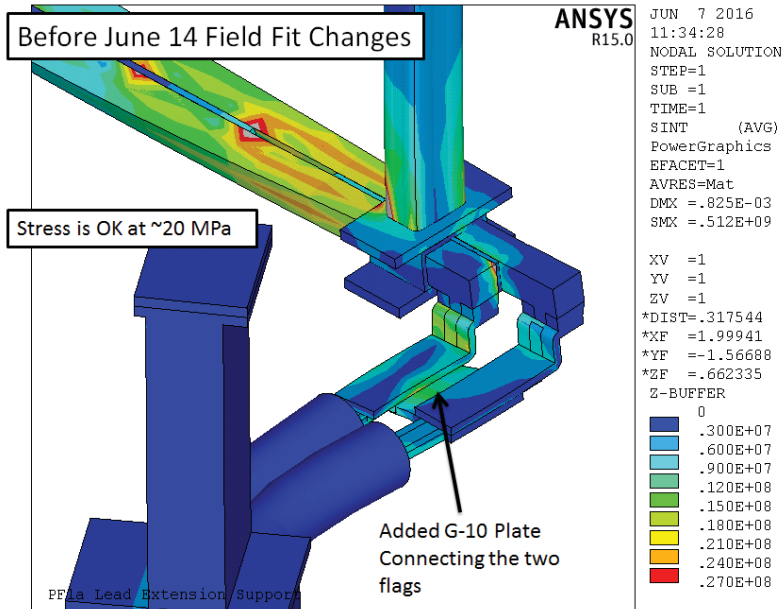 Before June 14 Field Fit Changes
ANSYS
R15.0
JUN 7 2016
11:34:28
NODAL SOLUTION
STEP=1
SUB =1
TIME=1
SINT (AVG)
PowerGraphics
EFACET=1
AVRES=Mat
DMX =.825E-03
SMX =.512E+09
Stress is OK at ~20 MPa
XV =1
YV =1
ZV =1
*DIST=.317544
*XF =1.99941
*YF =-1.56688
*ZF =.662335
Z-BUFFER
0
.300E+07
.600E+07
.900E+07
.120E+08
.150E+08
.180E+08
.210E+08
.240E+08
.270E+08
Added G-10 Plate
Connecting the two
flags
PF1a Lead Extension Support